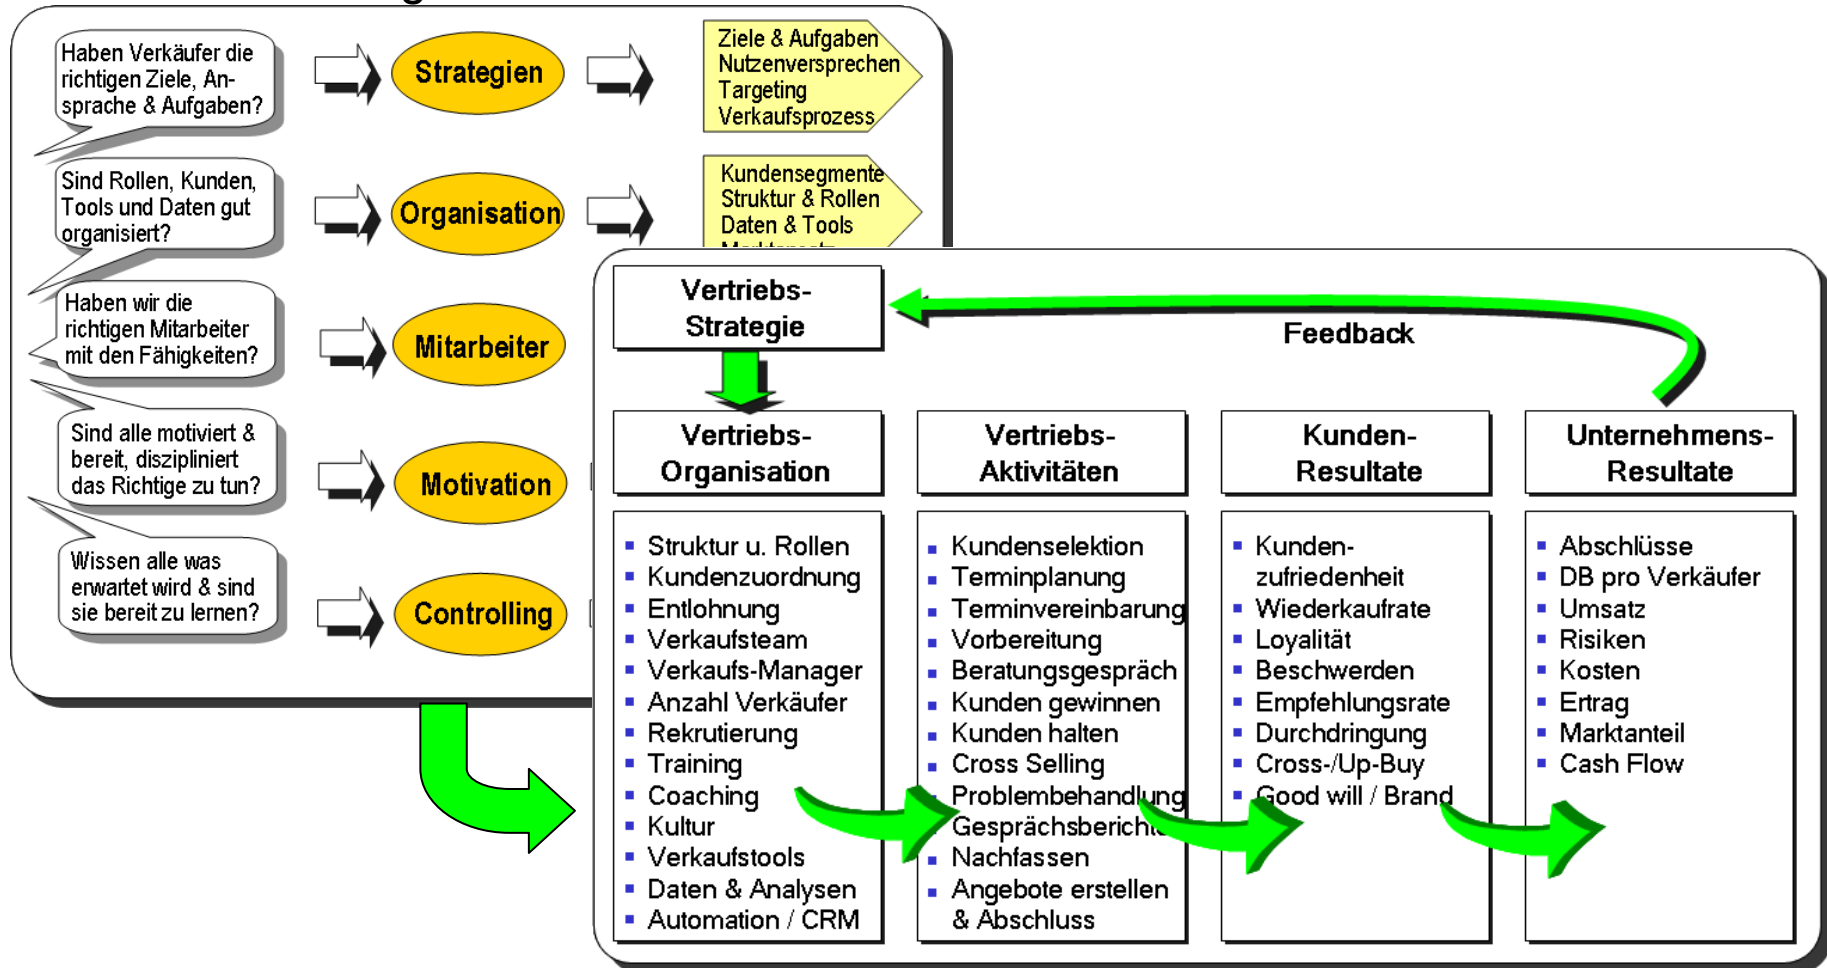 Haben Verkäufer die
richtigen Ziele, An-
sprache & Aufgaben?
Strategien
Ziele & Aufgaben
Nutzenversprechen
Targeting
Verkaufsprozess
Sind Rollen, Kunden,
Tools und Daten gut
organisiert?
Organisation
Kundensegmente
Struktur & Rollen
Daten & Tools
Haben wir die
richtigen Mitarbeiter
mit den Fähigkeiten?
Mitarbeiter
Sind alle motiviert &
bereit, diszipliniert
das Richtige zu tun?
Motivation
Wissen alle was
erwartet wird & sind
sie bereit zu lernen?
Controlling
Vertriebs-
Strategie
Feedback
Vertriebs-
Organisation
Struktur u. Rollen
Kundenzuordnung
Entlohnung
Verkaufsteam
Verkaufs-Manager
Anzahl Verkäufer
Rekrutierung
Training
Coaching
Kultur
Verkaufstools
Daten & Analysen
Automation / CRM
Vertriebs-
Aktivitäten
Kundenselektion
Terminplanung
Terminvereinbarung
Vorbereitung
Beratungsgespräch
Kunden gewinnen
Kunden halten
Cross Selling
Problembehandlung
Gesprächsberichte
Nachfassen
Angebote erstellen
& Abschluss
Kunden-
Resultate
Kunden-
zufriedenheit
Wiederkaufrate
Loyalität
Beschwerden
Empfehlungsrate
Durchdringung
Cross-/Up-Buy
Good will / Brand
Unternehmens-
Resultate
Abschlüsse
DB pro Verkäufer
Umsatz
Risiken
Kosten
Ertrag
Marktanteil
Cash Flow